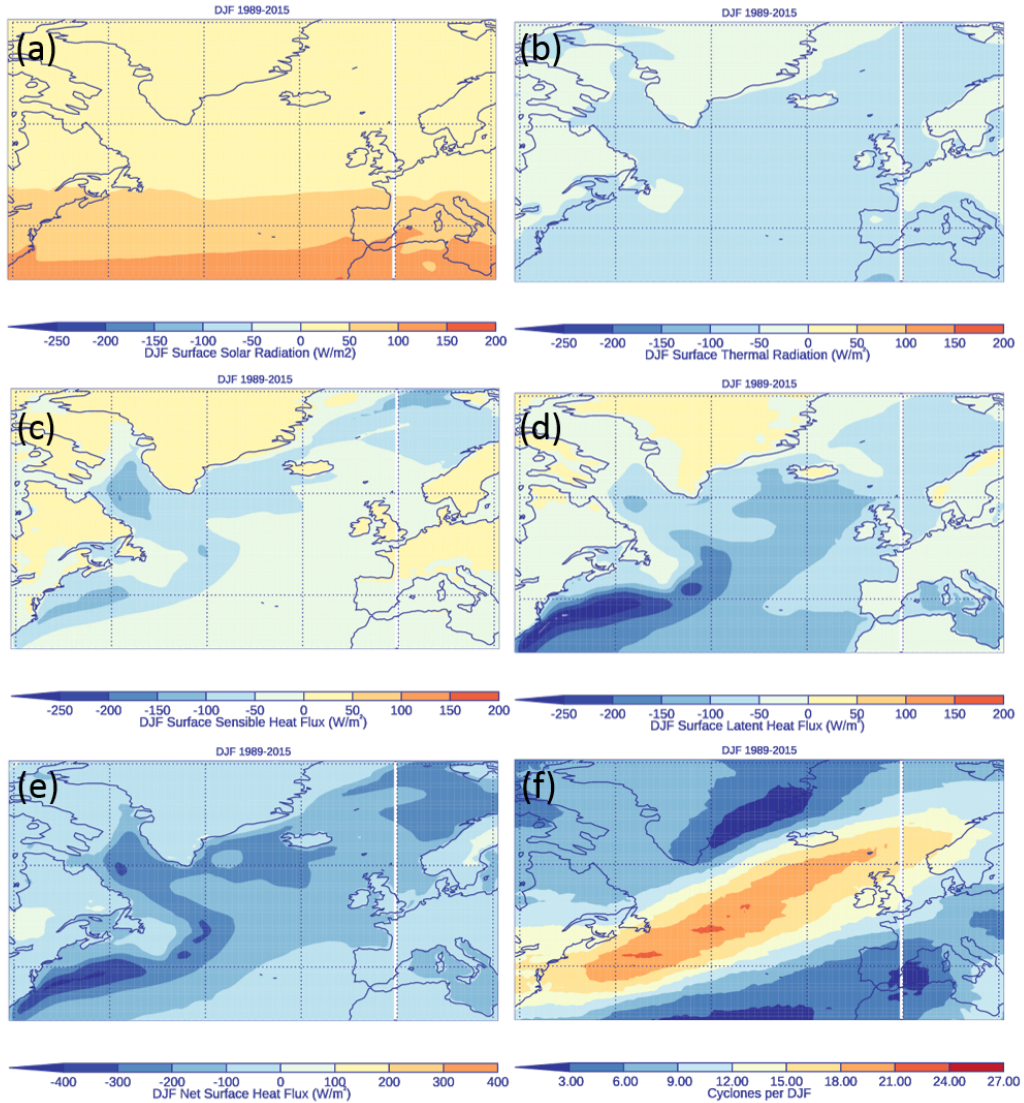 DJF 1989-2015
DJF 1989-2015
(a)
(b)
-250 -200 -150 -100 -50 0 50 100 150 200
DJF Surface Solar Radiation (W/m2)
-250 -200 -150 -100 -50 0 50 100 150 200
DJF Surface Thermal Radiation (W/m²)
DJF 1989-2015
DJF 1989-2015
(c)
(d)
-250 -200 -150 -100 -50 0 50 100 150 200
DJF Surface Sensible Heat Flux (W/m²)
-250 -200 -150 -100 -50 0 50 100 150 200
DJF Surface Latent Heat Flux (W/m²)
DJF 1989-2015
DJF 1989-2015
(e)
(f)
-400 -300 -200 -100 0 100 200 300 400
DJF Net Surface Heat Flux (W/m²)
3.00 6.00 9.00 12.00 15.00 18.00 21.00 24.00 27.00
Cyclones per DJF